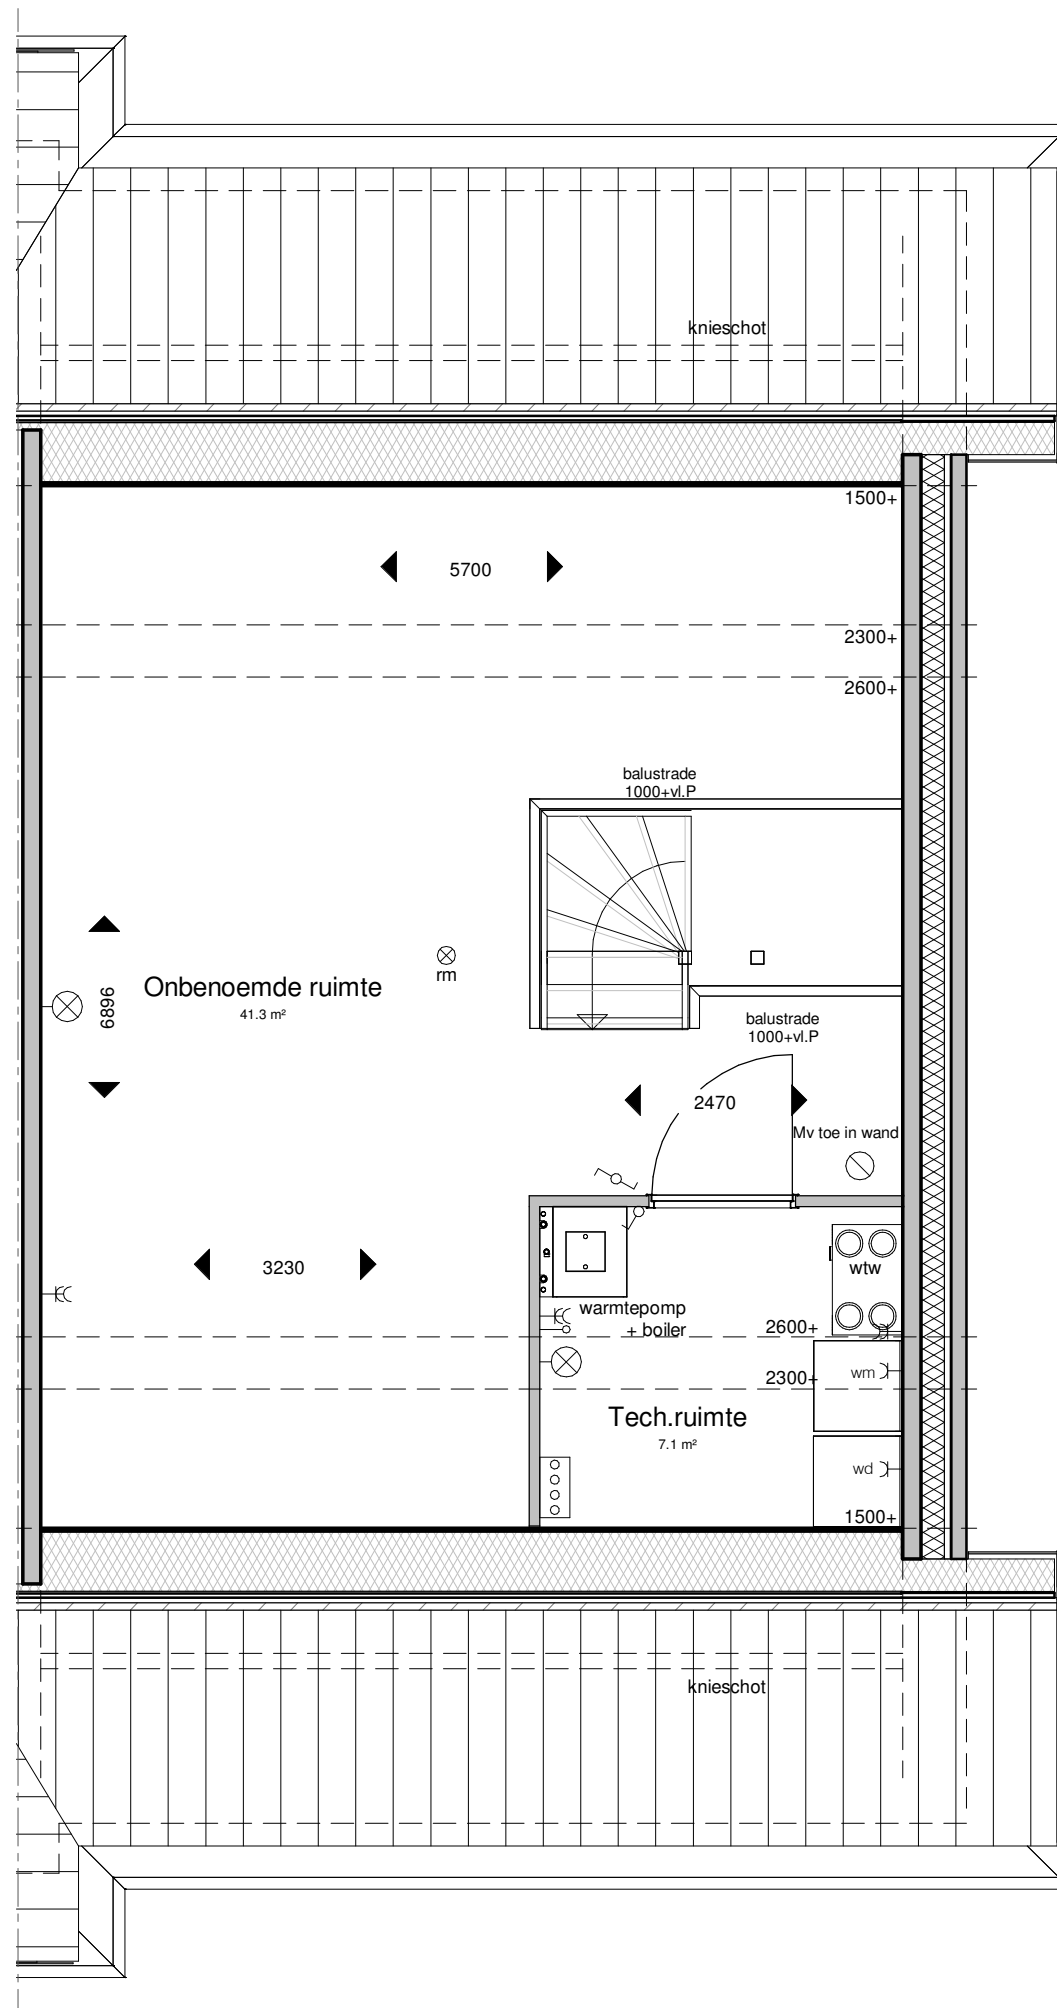 knieschot
1500+
5700
2300+
2600+
balustrade
1000+vl.P
6896
Onbenoemde ruimte
41.3 m²
rm
balustrade
1000+vl.P
2470
Mv toe in wand
3230
wtw
warmtepomp
+ boiler
2600+
2300+
wm
Tech.ruimte
7.1 m²
wd
1500+
knieschot